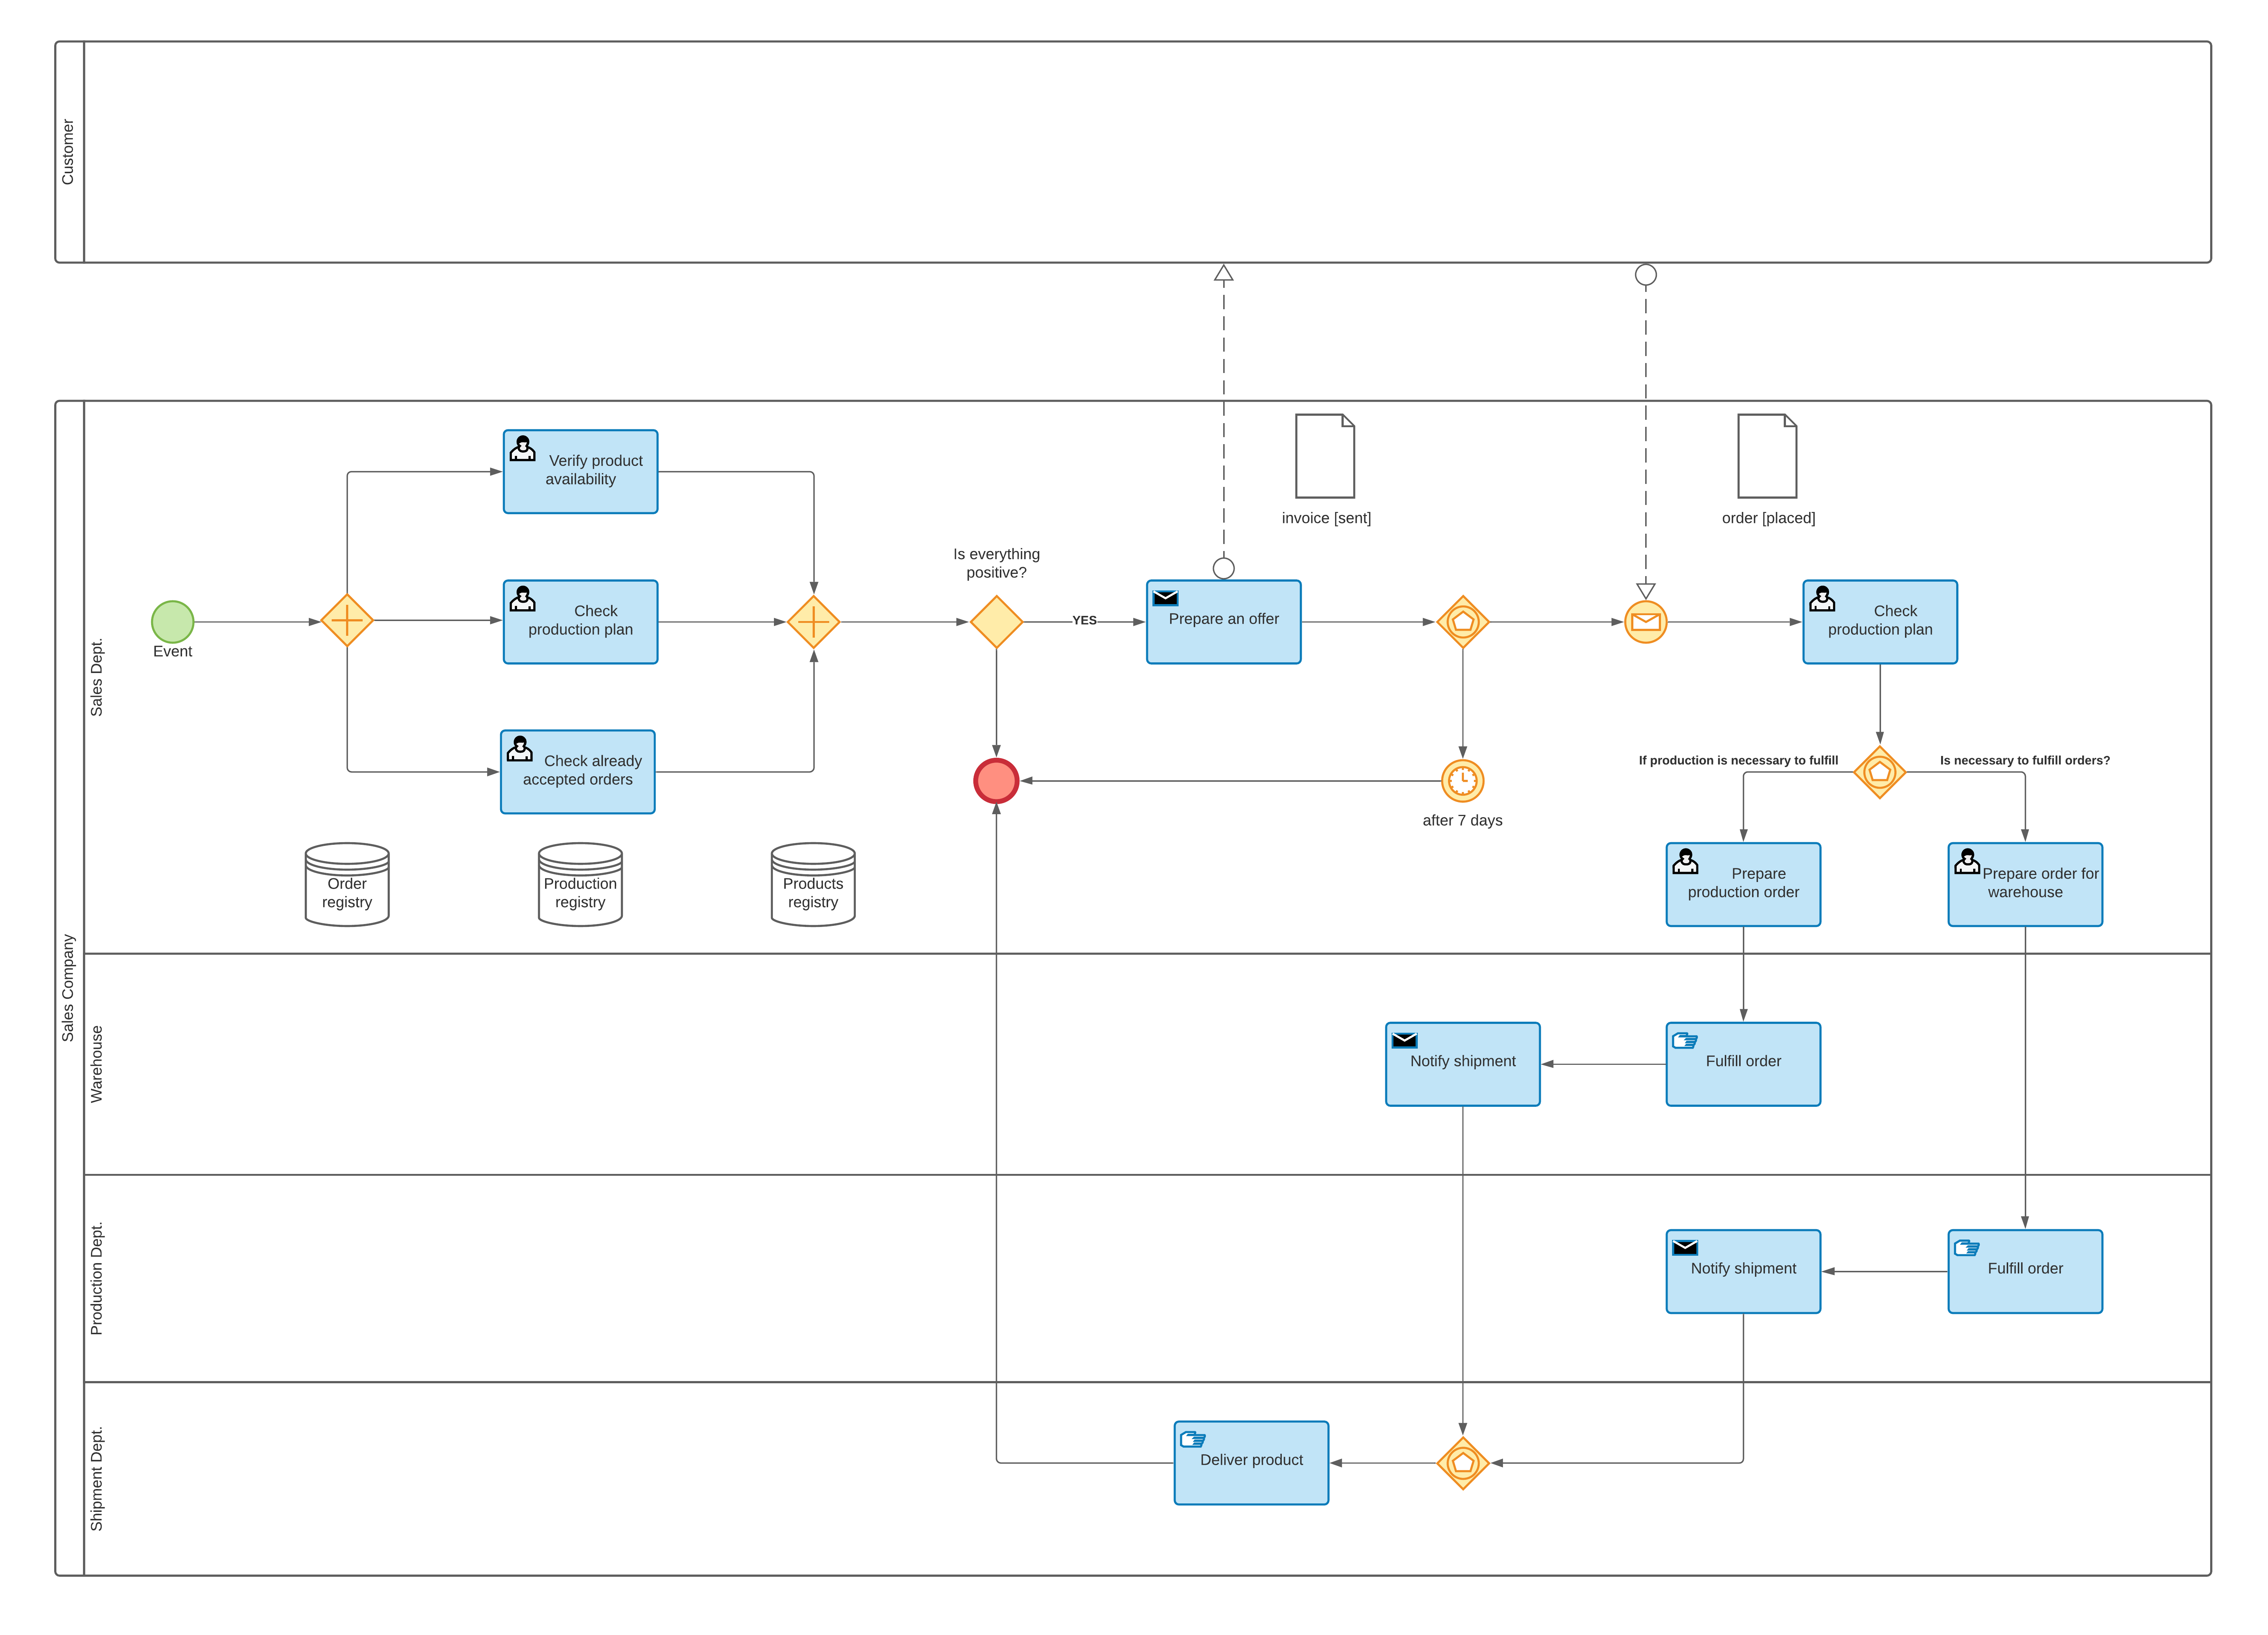 Customer
Sales Company
Sales Dept.
Verify product
availability
invoice [sent]
order [placed]
Is everything
positive?
Event
Check
production plan
YES
Prepare an offer
Check
production plan
Check already
accepted orders
after 7 days
If production is necessary to fulfill
Is necessary to fulfill orders?
Order
registry
Production
registry
Products
registry
Prepare
production order
Prepare order for
warehouse
Warehouse
Notify shipment
Fulfill order
Production Dept.
Notify shipment
Fulfill order
Shipment Dept.
Deliver product